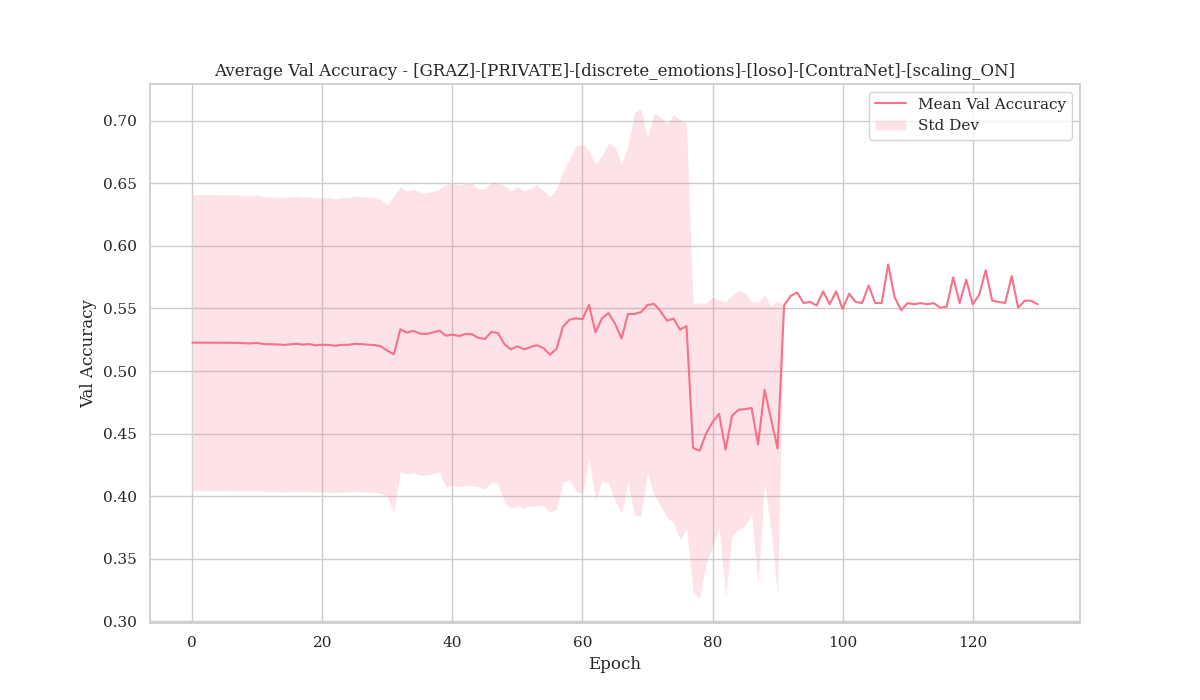 Average Val Accuracy - [GRAZ]-[PRIVATE]-[discrete_emotions]-[loso]-[ContraNet]-[scaling_ON]
Mean Val Accuracy
Std Dev
Val Accuracy
0.70
0.65
0.60
0.55
0.50
0.45
0.40
0.35
0.30
0 20 40 60 80 100 120
Epoch